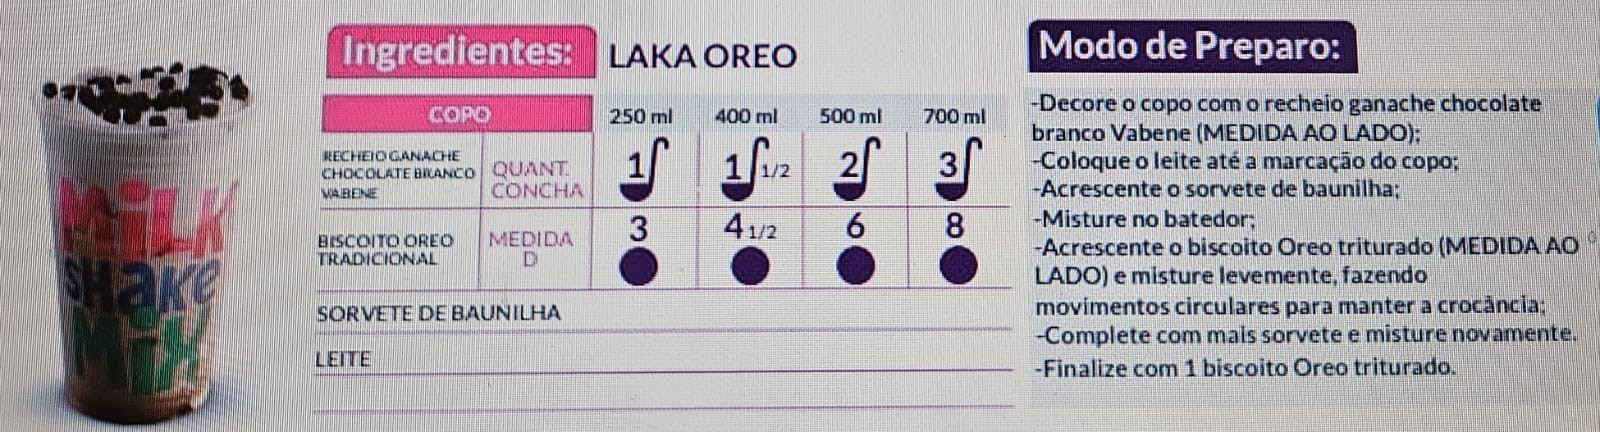 Ingredientes: LAKA OREO
COPO 250 ml 400 ml 500 ml 700 ml
RECHEIO GANACHE
CHOCOLATE BRANCO
VABENE
QUANT.
CONCHA
1 1 1/2 2 3
BISCOITO OREO
TRADICIONAL
MEDIDA
D
3 4 1/2 6 8
SORVETE DE BAUNILHA
LEITE
Modo de Preparo:
-Decore o copo com o recheio ganache chocolate
branco Vabene (MEDIDA AO LADO);
-Coloque o leite até a marcação do copo;
-Acrescente o sorvete de baunilha;
-Misture no batedor;
-Acrescente o biscoito Oreo triturado (MEDIDA AO
LADO) e misture levemente, fazendo
movimentos circulares para manter a crocância;
-Complete com mais sorvete e misture novamente.
-Finalize com 1 biscoito Oreo triturado.
MiLK
SHaKe
MiX